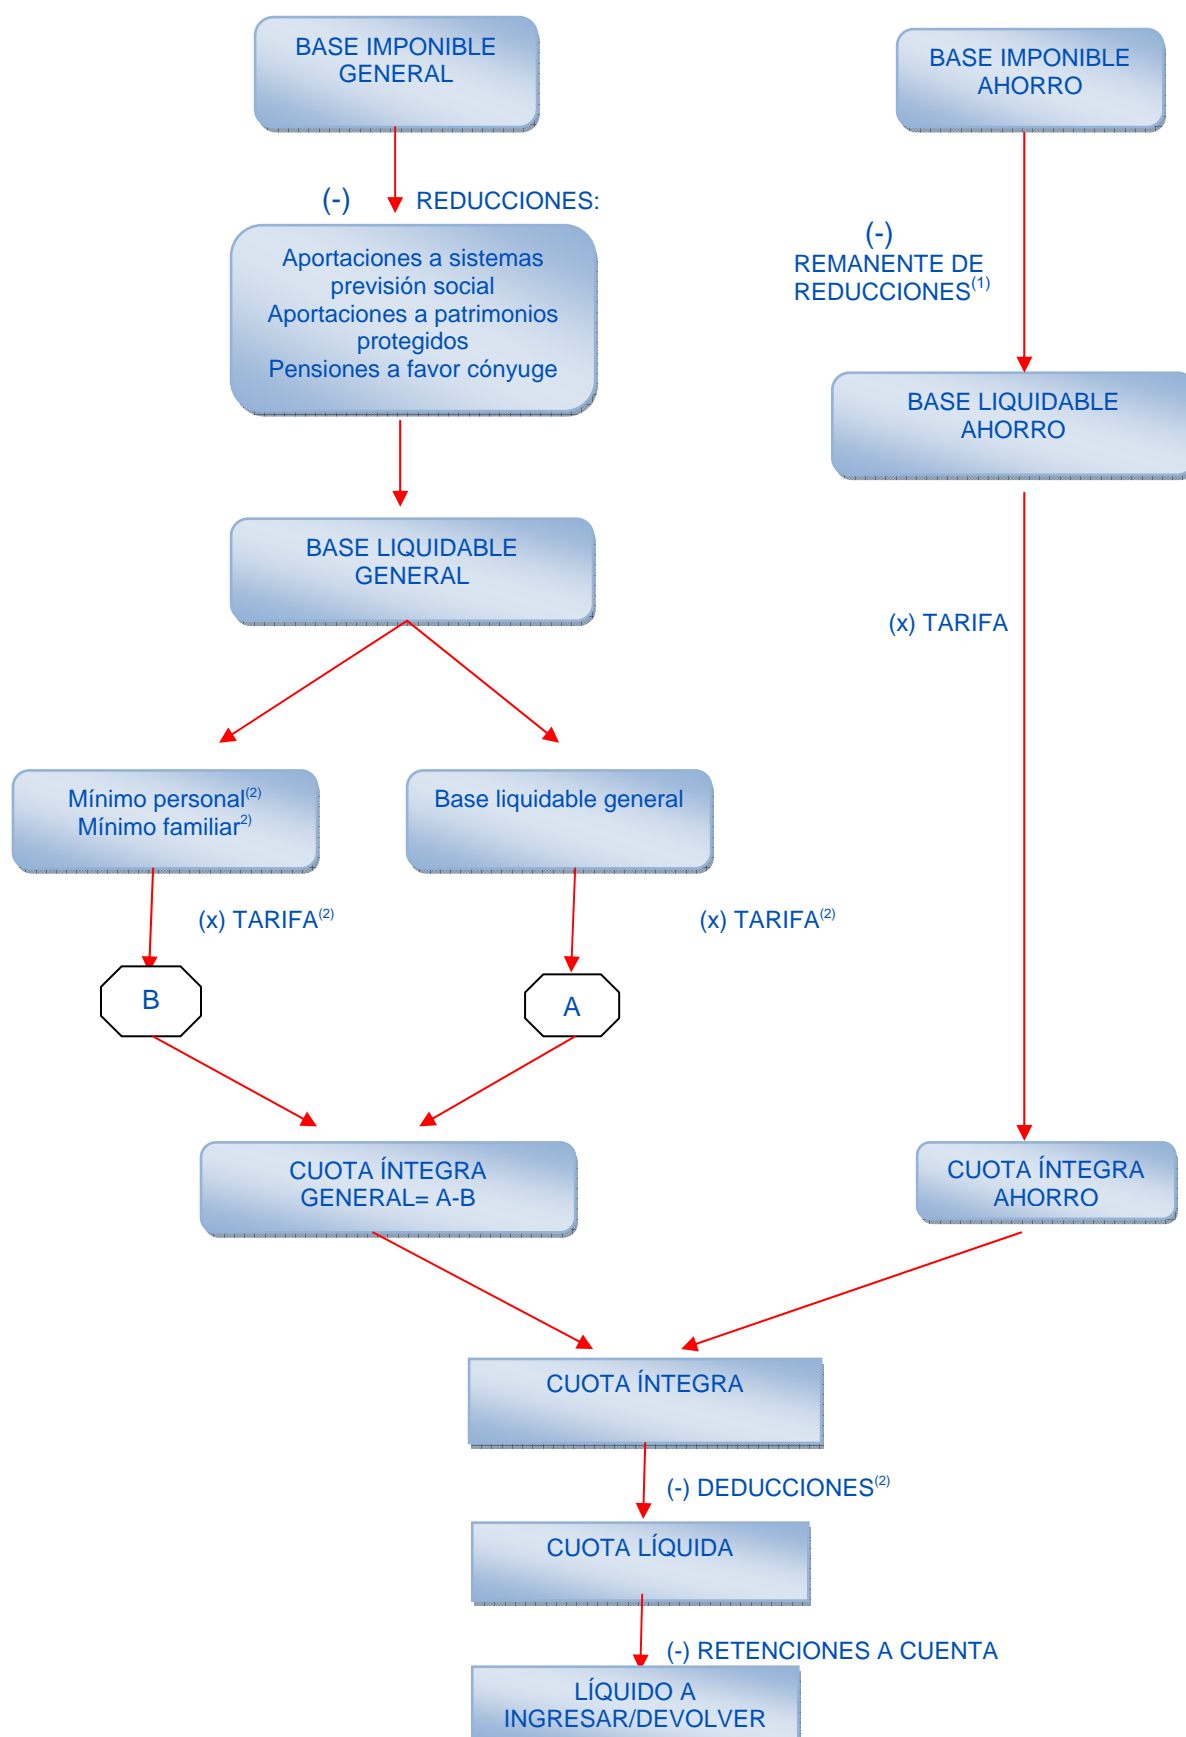 BASE IMPONIBLE
GENERAL
BASE IMPONIBLE
AHORRO
(-) REDUCCIONES:
Aportaciones a sistemas
previsión social
Aportaciones a patrimonios
protegidos
Pensiones a favor cónyuge
(-)
REMANENTE DE
REDUCCIONES(1)
BASE LIQUIDABLE
AHORRO
BASE LIQUIDABLE
GENERAL
(x) TARIFA
Mínimo personal(2)
Mínimo familiar2)
Base liquidable general
(x) TARIFA(2)
(x) TARIFA(2)
B
A
CUOTA ÍNTEGRA
GENERAL= A-B
CUOTA ÍNTEGRA
AHORRO
CUOTA ÍNTEGRA
(-) DEDUCCIONES(2)
CUOTA LÍQUIDA
(-) RETENCIONES A CUENTA
LÍQUIDO A
INGRESAR/DEVOLVER